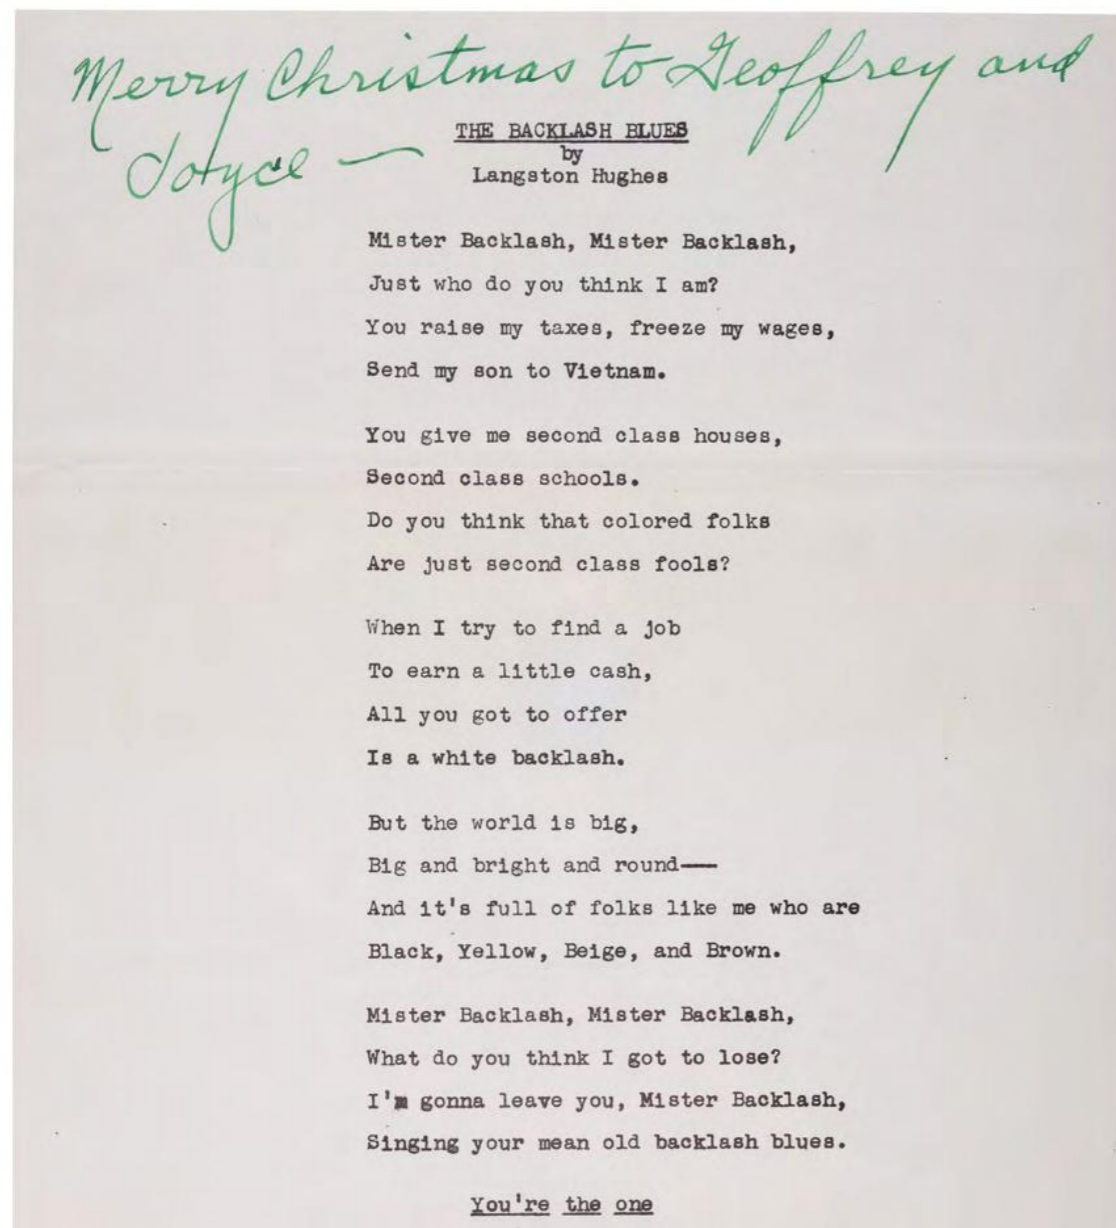 Merry Christmas to Geoffrey and
Joyce —
THE BACKLASH BLUES
by
Langston Hughes
Mister Backlash, Mister Backlash,
Just who do you think I am?
You raise my taxes, freeze my wages,
Send my son to Vietnam.
You give me second class houses,
Second class schools.
Do you think that colored folks
Are just second class fools?
When I try to find a job
To earn a little cash,
All you got to offer
Is a white backlash.
But the world is big,
Big and bright and round—
And it's full of folks like me who are
Black, Yellow, Beige, and Brown.
Mister Backlash, Mister Backlash,
What do you think I got to lose?
I'm gonna leave you, Mister Backlash,
Singing your mean old backlash blues.
You're the one